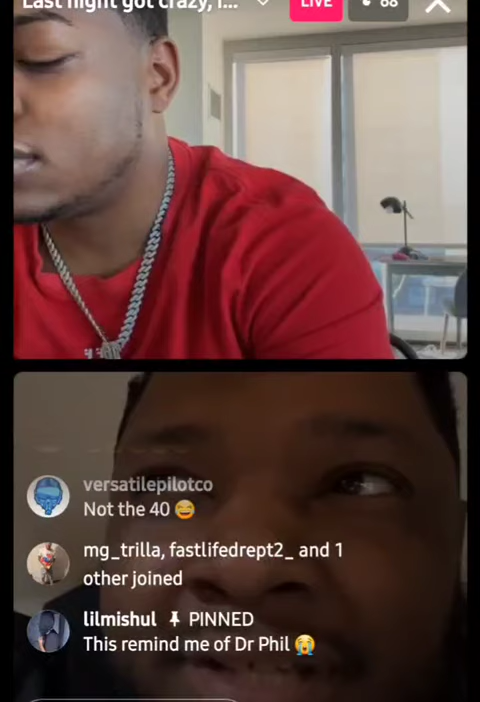 Last night got crazy, I...
LIVE
68
versatilepilotco
Not the 40 😂
mg_trilla, fastlifedrept2_ and 1
other joined
lilmishul PINNED
This remind me of Dr Phil 😭